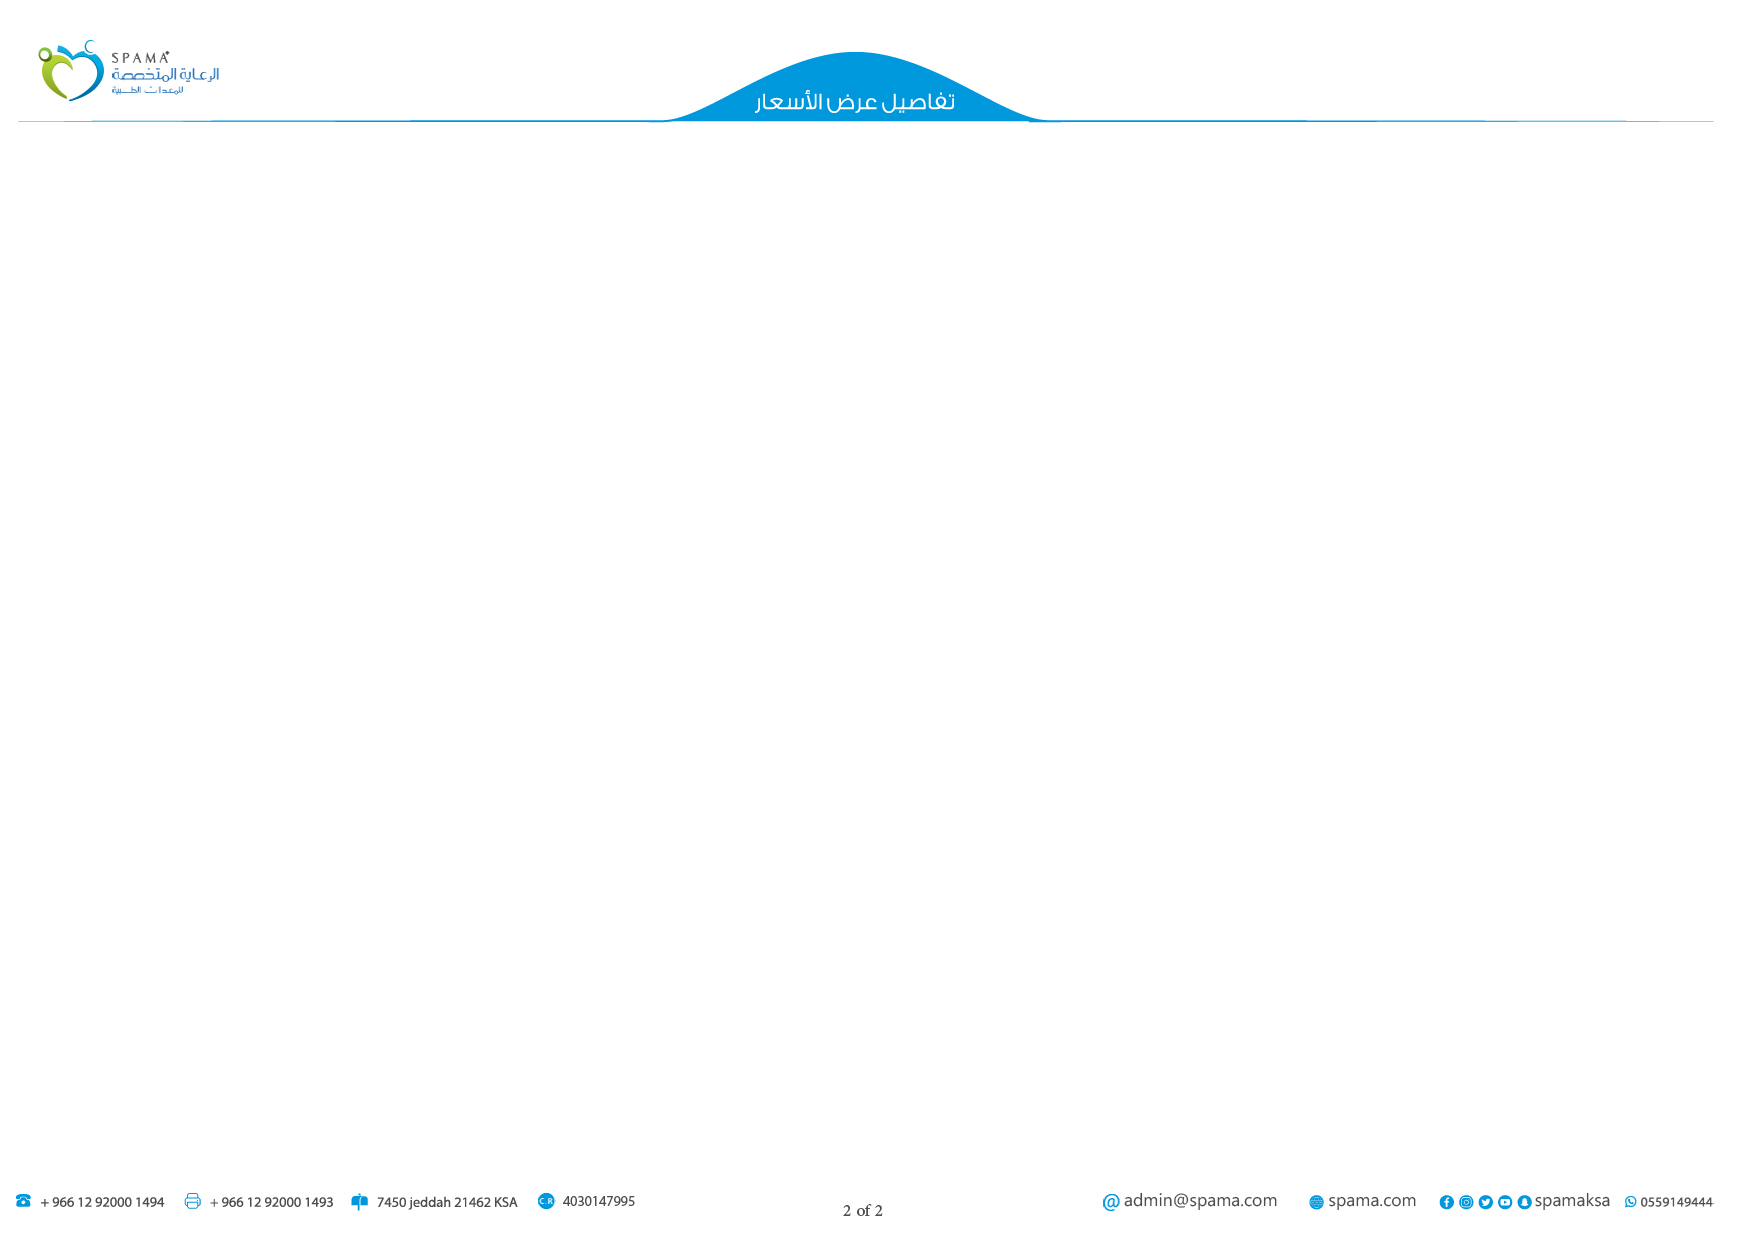 SPAMA
الرعاية المتخصصة
للمعدات الطبية
تفاصيل عرض الأسعار
+ 966 12 92000 1494
+ 966 12 92000 1493
7450 jeddah 21462 KSA
C.R 4030147995
2 of 2
@ admin@spama.com
spama.com
spamaksa
0559149444